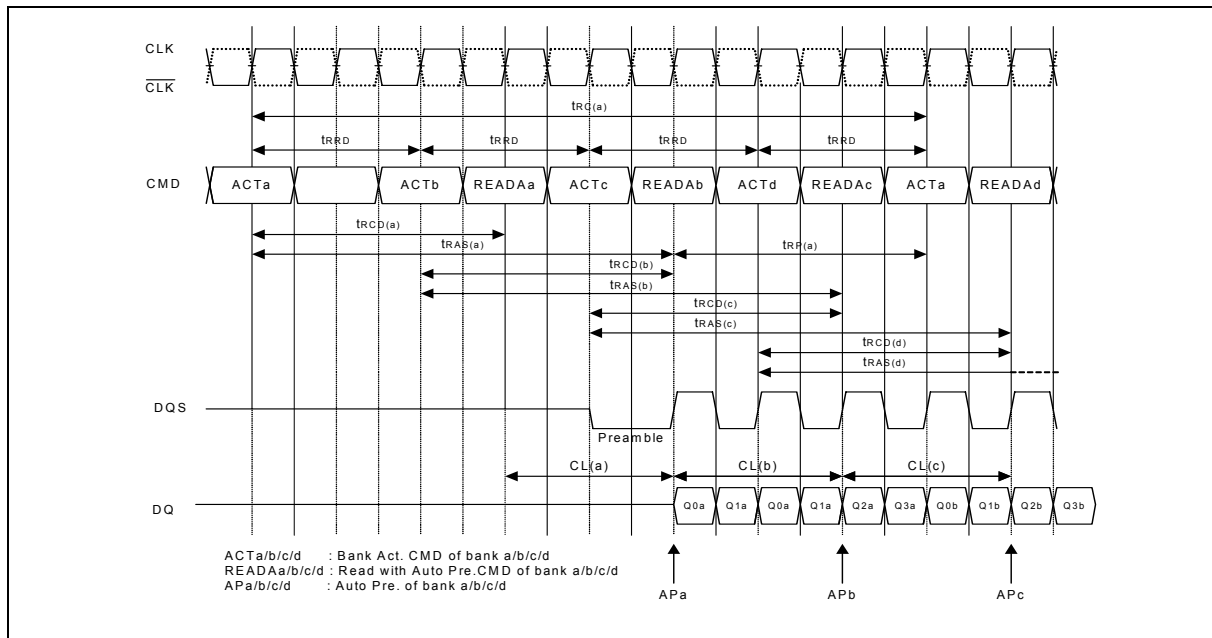 CLK
CLK
tRC(a)
tRRD tRRD tRRD tRRD
CMD ACTa ACTb READAa ACTc READAb ACTd READAc ACTa READAd
tRCD(a)
tRAS(a) tRP(a)
tRCD(b)
tRAS(b)
tRCD(c)
tRAS(c)
tRCD(d)
tRAS(d)
DQS
Preamble
CL(a) CL(b) CL(c)
DQ Q0a Q1a Q0a Q1a Q2a Q3a Q0b Q1b Q2b Q3b
ACTa/b/c/d : Bank Act. CMD of bank a/b/c/d
READAa/b/c/d : Read with Auto Pre.CMD of bank a/b/c/d
APa/b/c/d : Auto Pre. of bank a/b/c/d
APa APb APc